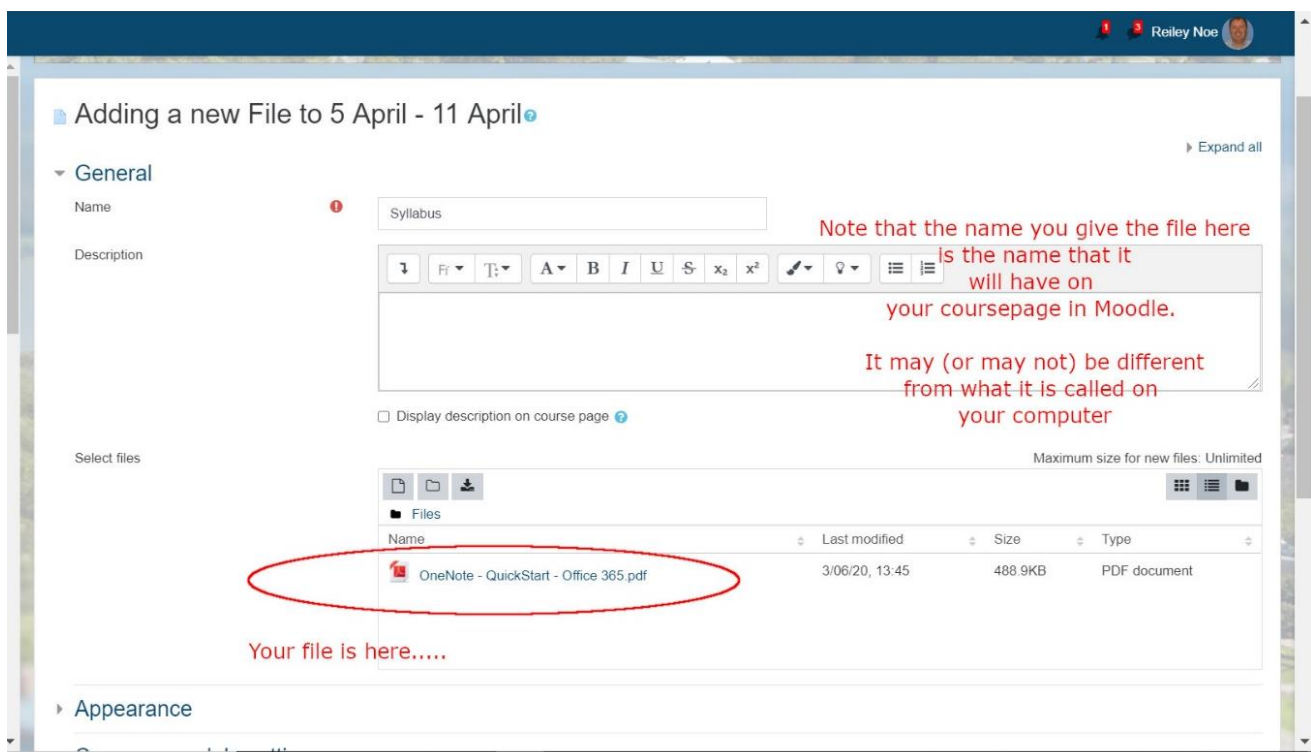 1 3 Reiley Noe
Adding a new File to 5 April - 11 April
Expand all
General
Name
Syllabus
Note that the name you give the file here
is the name that it
will have on
your coursepage in Moodle.
It may (or may not) be different
from what it is called on
your computer
Description
A B I U S x₂ x²
Display description on course page
Select files
Maximum size for new files: Unlimited
Files
Name Last modified Size Type
OneNote - QuickStart - Office 365.pdf 3/06/20, 13:45 488.9KB PDF document
Your file is here.....
Appearance